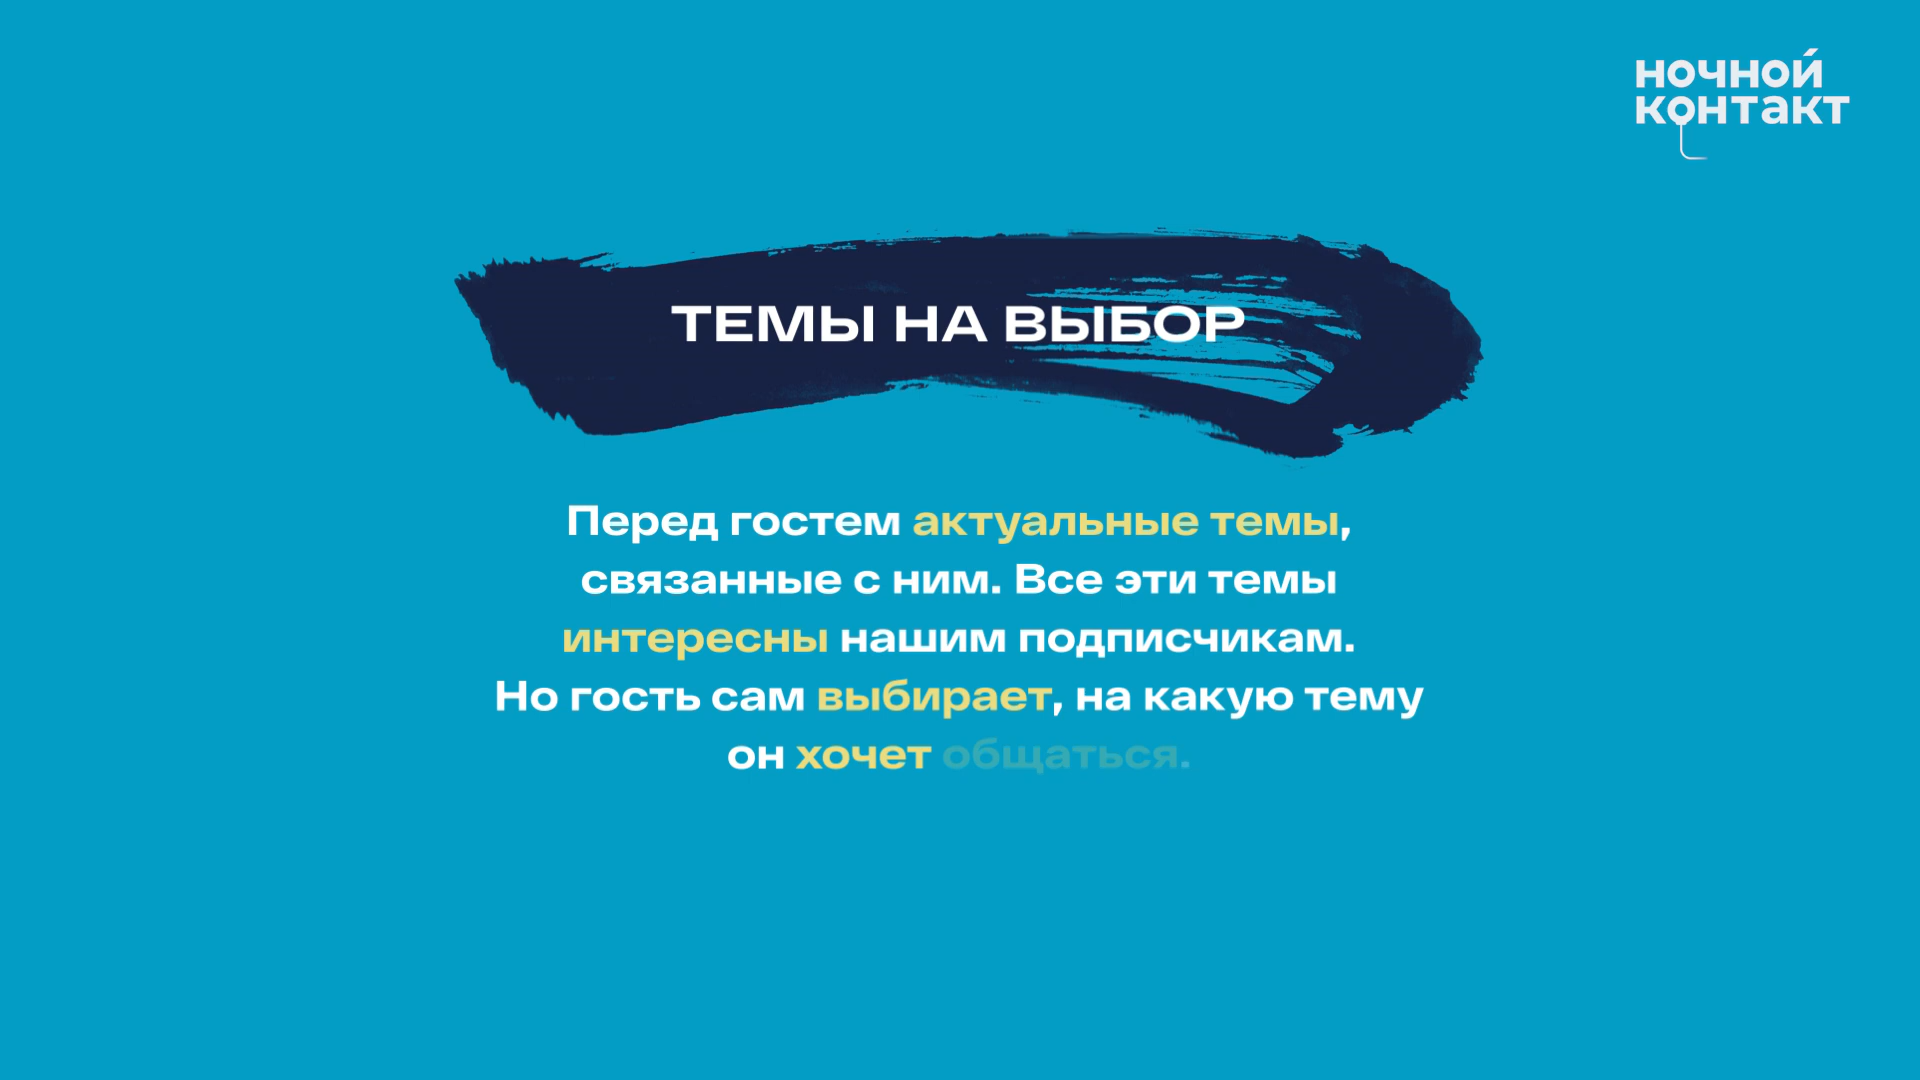 НОЧНОЙ
КОНТАКТ
ТЕМЫ НА ВЫБОР
Перед гостем актуальные темы,
связанные с ним. Все эти темы
интересны нашим подписчикам.
Но гость сам выбирает, на какую тему
он хочет общаться.